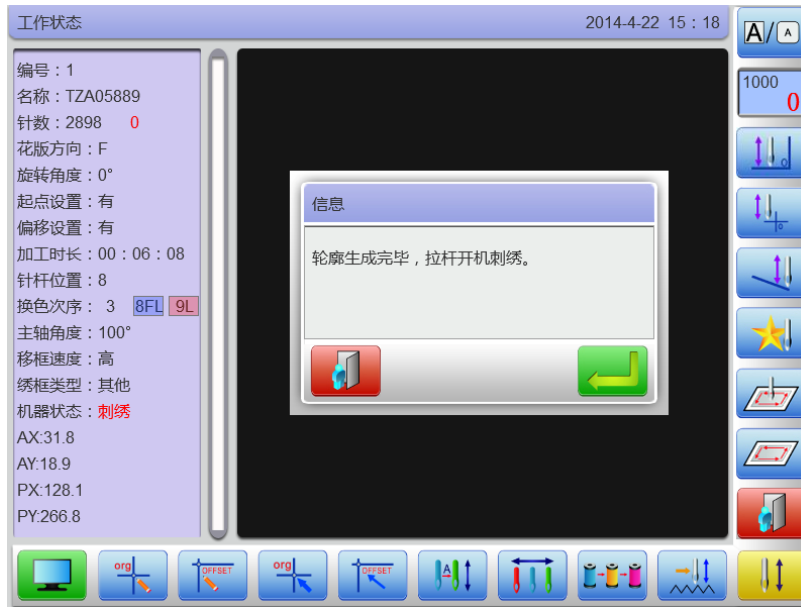 工作状态
2014-4-22 15：18
编号：1
名称：TZA05889
针数：2898 0
花版方向：F
旋转角度：0°
起点设置：有
偏移设置：有
加工时长：00：06：08
针杆位置：8
换色次序： 3 8FL 9L
主轴角度：100°
移框速度：高
绣框类型：其他
机器状态：刺绣
AX:31.8
AY:18.9
PX:128.1
PY:266.8
信息
轮廓生成完毕，拉杆开机刺绣。
A/A
1000
0
org
OFFSET
org
OFFSET
A